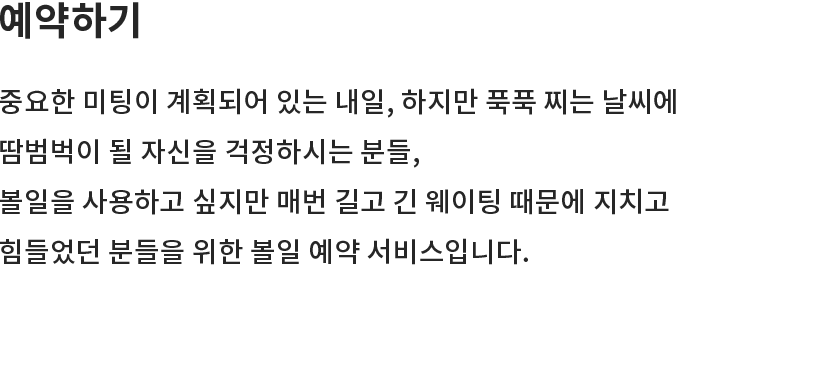 예약하기
중요한 미팅이 계획되어 있는 내일, 하지만 푹푹 찌는 날씨에
땀범벅이 될 자신을 걱정하시는 분들,
볼일을 사용하고 싶지만 매번 길고 긴 웨이팅 때문에 지치고
힘들었던 분들을 위한 볼일 예약 서비스입니다.